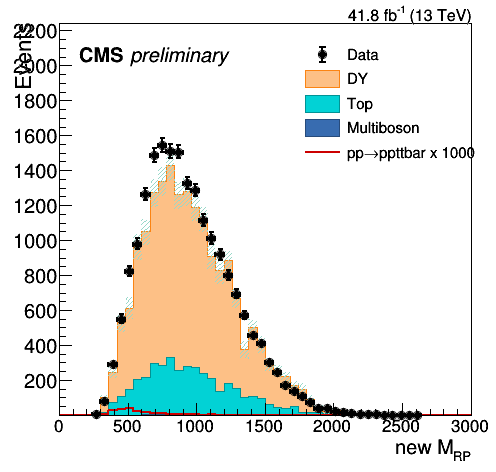 41.8 fb⁻¹ (13 TeV)
Events
CMS preliminary
Data
DY
Top
Multiboson
pp→ppttbar x 1000
2200
2000
1800
1600
1400
1200
1000
800
600
400
200
0 500 1000 1500 2000 2500 3000
new M_RP